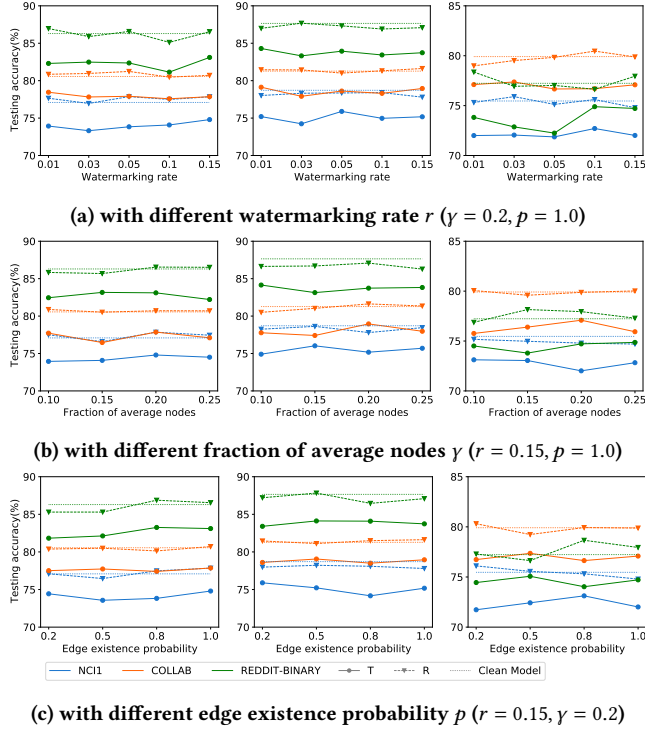 90 90 85
85 85 80
80 80 75
75 75
70 70 70
Testing accuracy(%)
0.01 0.03 0.05 0.1 0.15 0.01 0.03 0.05 0.1 0.15 0.01 0.03 0.05 0.1 0.15
Watermarking rate Watermarking rate Watermarking rate
(a) with different watermarking rate r (γ = 0.2, p = 1.0)
90 90 85
85 85 80
80 80 75
75 75
70 70 70
Testing accuracy(%)
0.10 0.15 0.20 0.25 0.10 0.15 0.20 0.25 0.10 0.15 0.20 0.25
Fraction of average nodes Fraction of average nodes Fraction of average nodes
(b) with different fraction of average nodes γ (r = 0.15, p = 1.0)
90 90 85
85 85 80
80 80 75
75 75
70 70 70
Testing accuracy(%)
0.2 0.5 0.8 1.0 0.2 0.5 0.8 1.0 0.2 0.5 0.8 1.0
Edge existence probability Edge existence probability Edge existence probability
NCI1 COLLAB REDDIT-BINARY T R Clean Model
(c) with different edge existence probability p (r = 0.15, γ = 0.2)